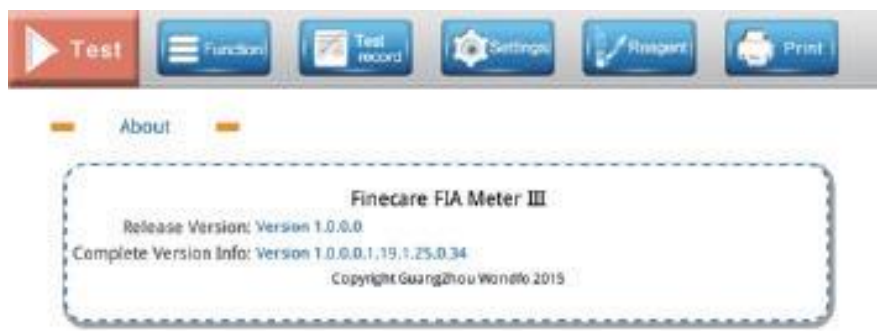 Test
Function
Test
record
Settings
Reagent
Print
About
Finecare FIA Meter III
Release Version: Version 1.0.0.0
Complete Version Info: Version 1.0.0.0.1.19.1.25.0.34
Copyright GuangZhou Wondfo 2015